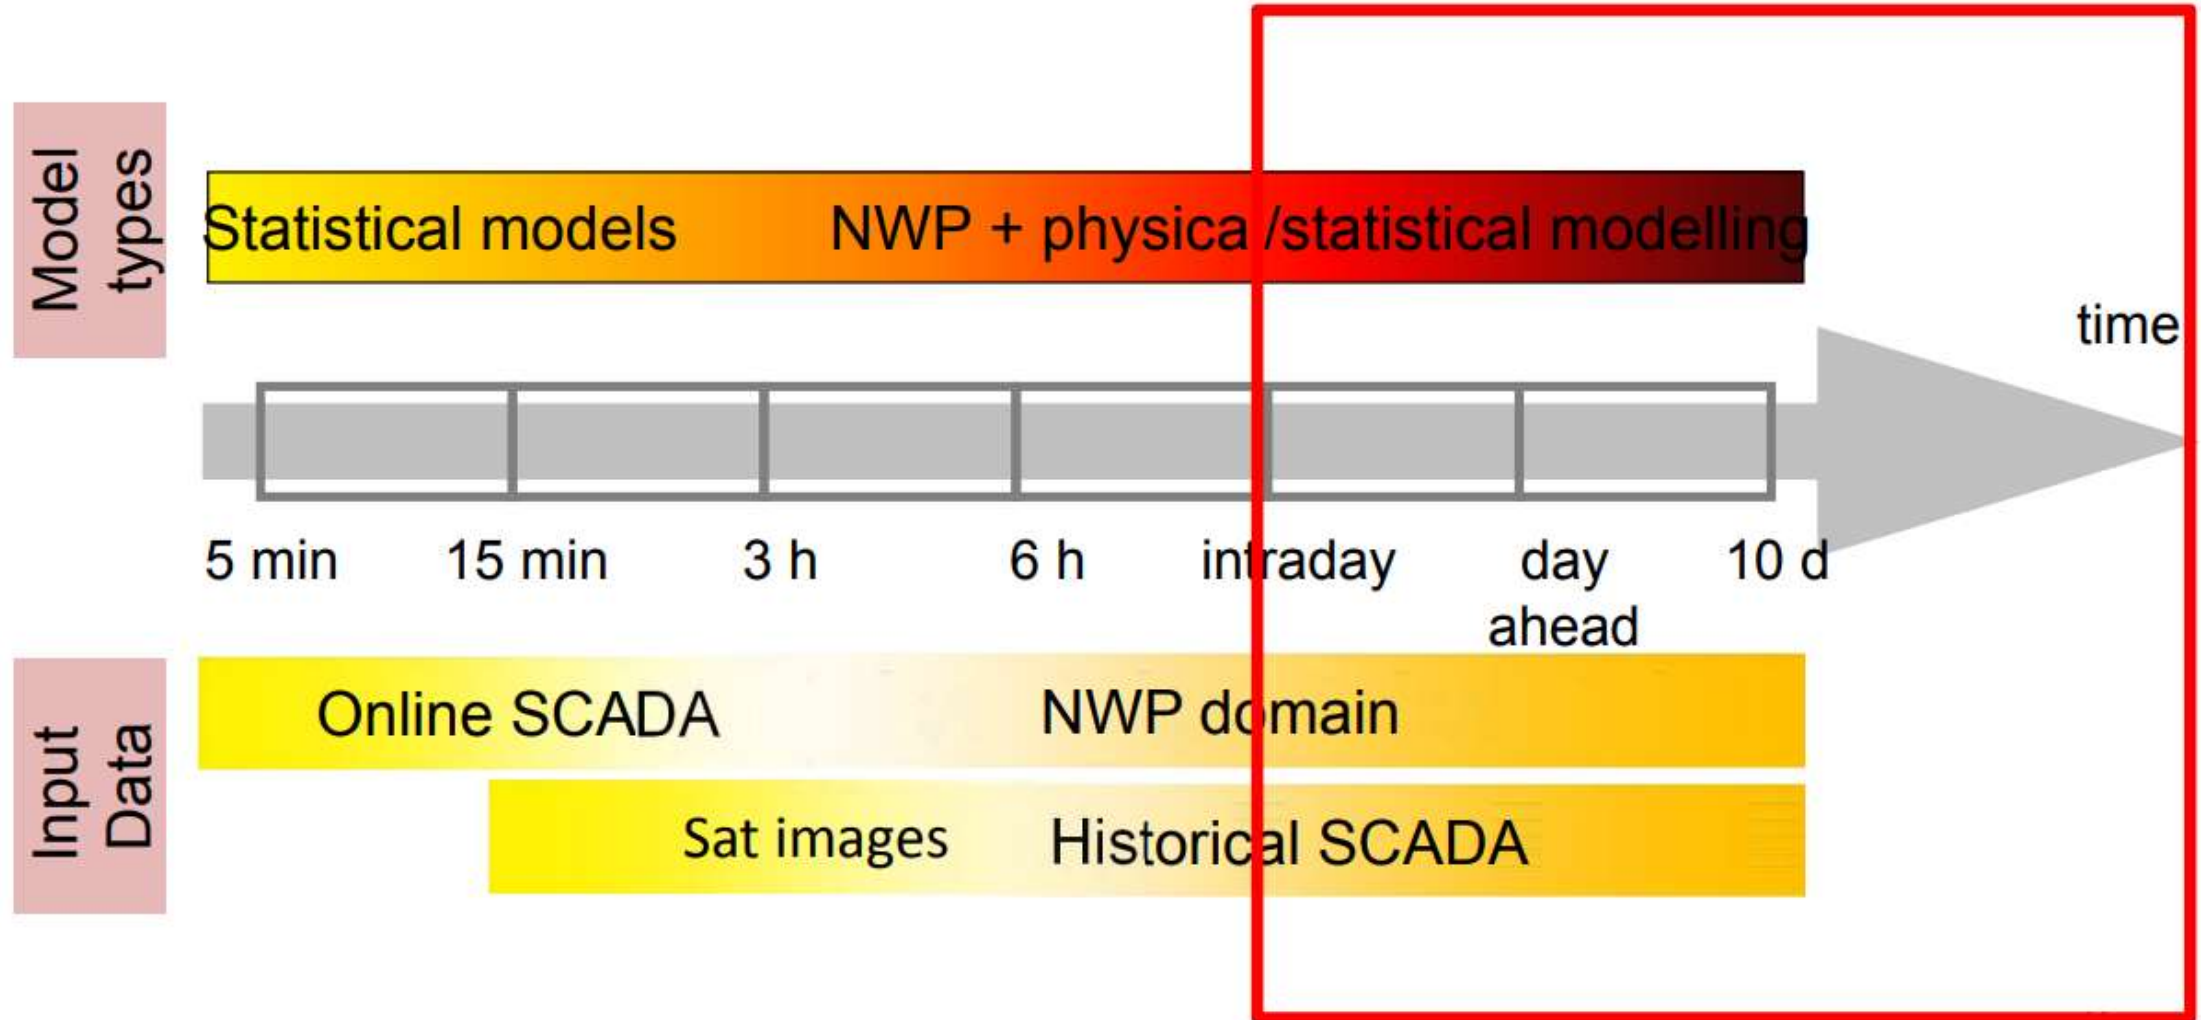 Model
types
Statistical models
NWP + physical/statistical modelling
time
5 min
15 min
3 h
6 h
intraday
day
ahead
10 d
Input
Data
Online SCADA
NWP domain
Sat images
Historical SCADA